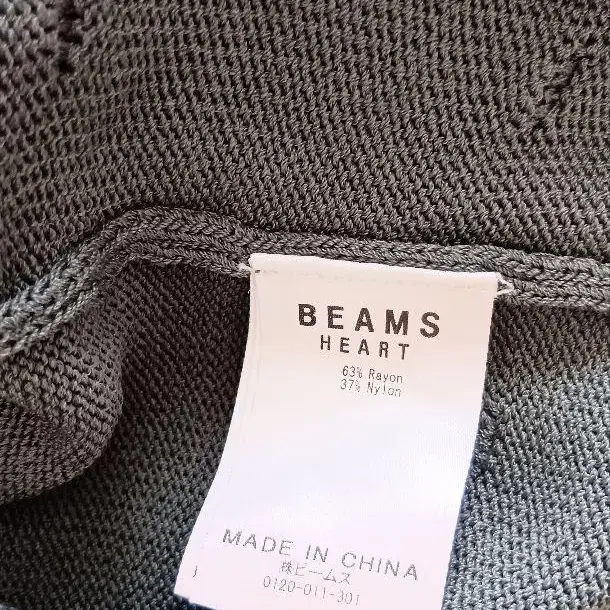 BEAMS
HEART
63% Rayon
37% Nylon
MADE IN CHINA
㈱ビームス
0120-011-301